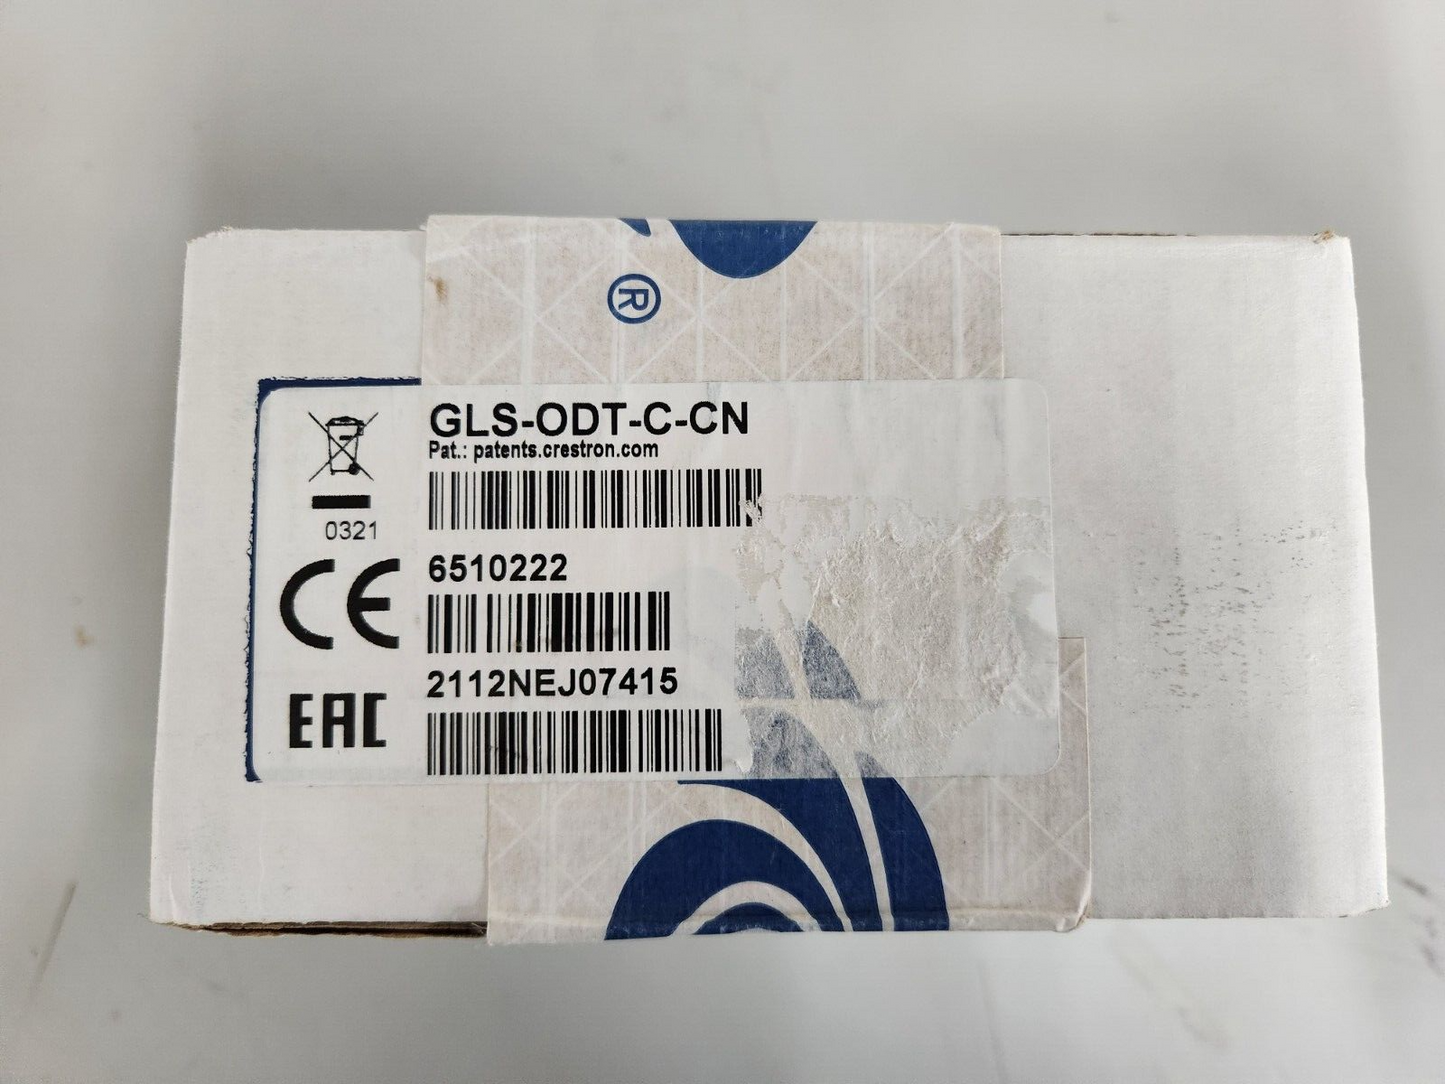 ®
GLS-ODT-C-CN
Pat.: patents.crestron.com
0321
6510222
CE
2112NEJ07415
EAC